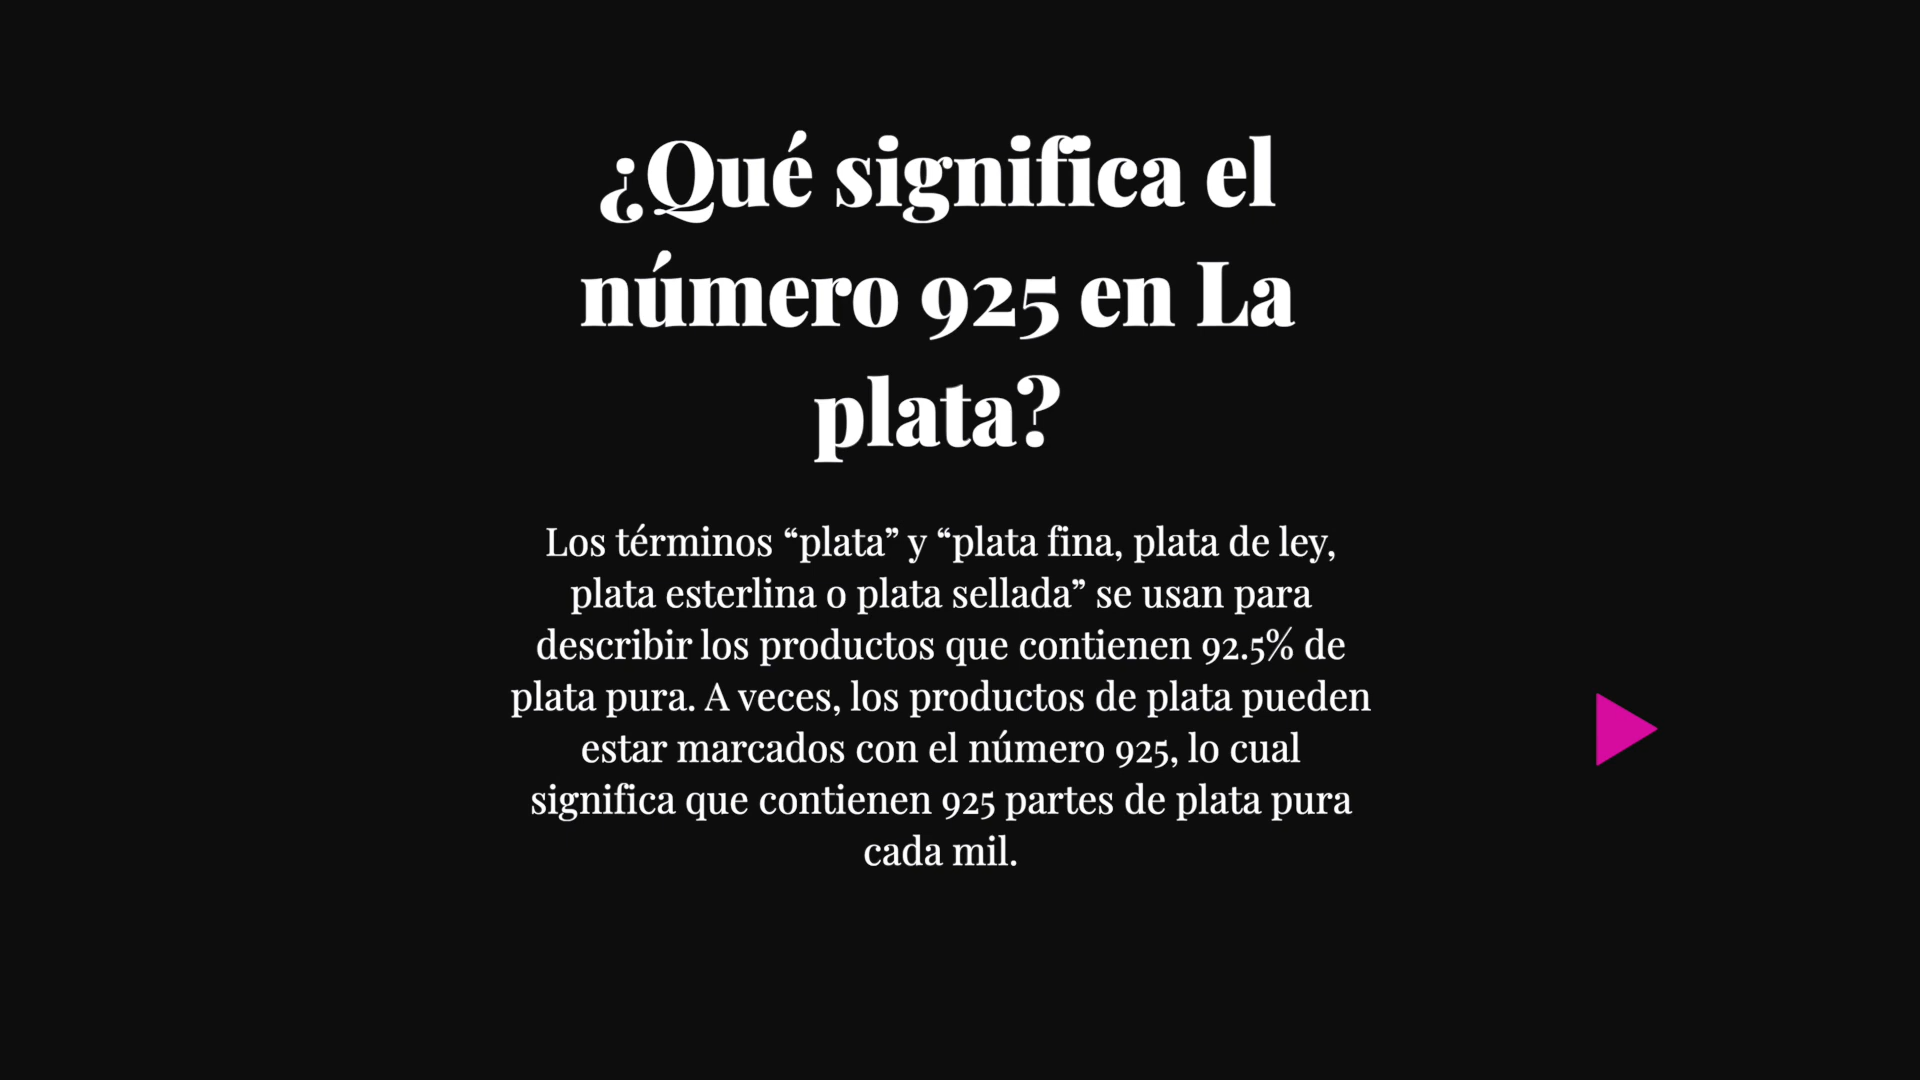 ¿Qué significa el
número 925 en La
plata?
Los términos “plata” y “plata fina, plata de ley,
plata esterlina o plata sellada” se usan para
describir los productos que contienen 92.5% de
plata pura. A veces, los productos de plata pueden
estar marcados con el número 925, lo cual
significa que contienen 925 partes de plata pura
cada mil.